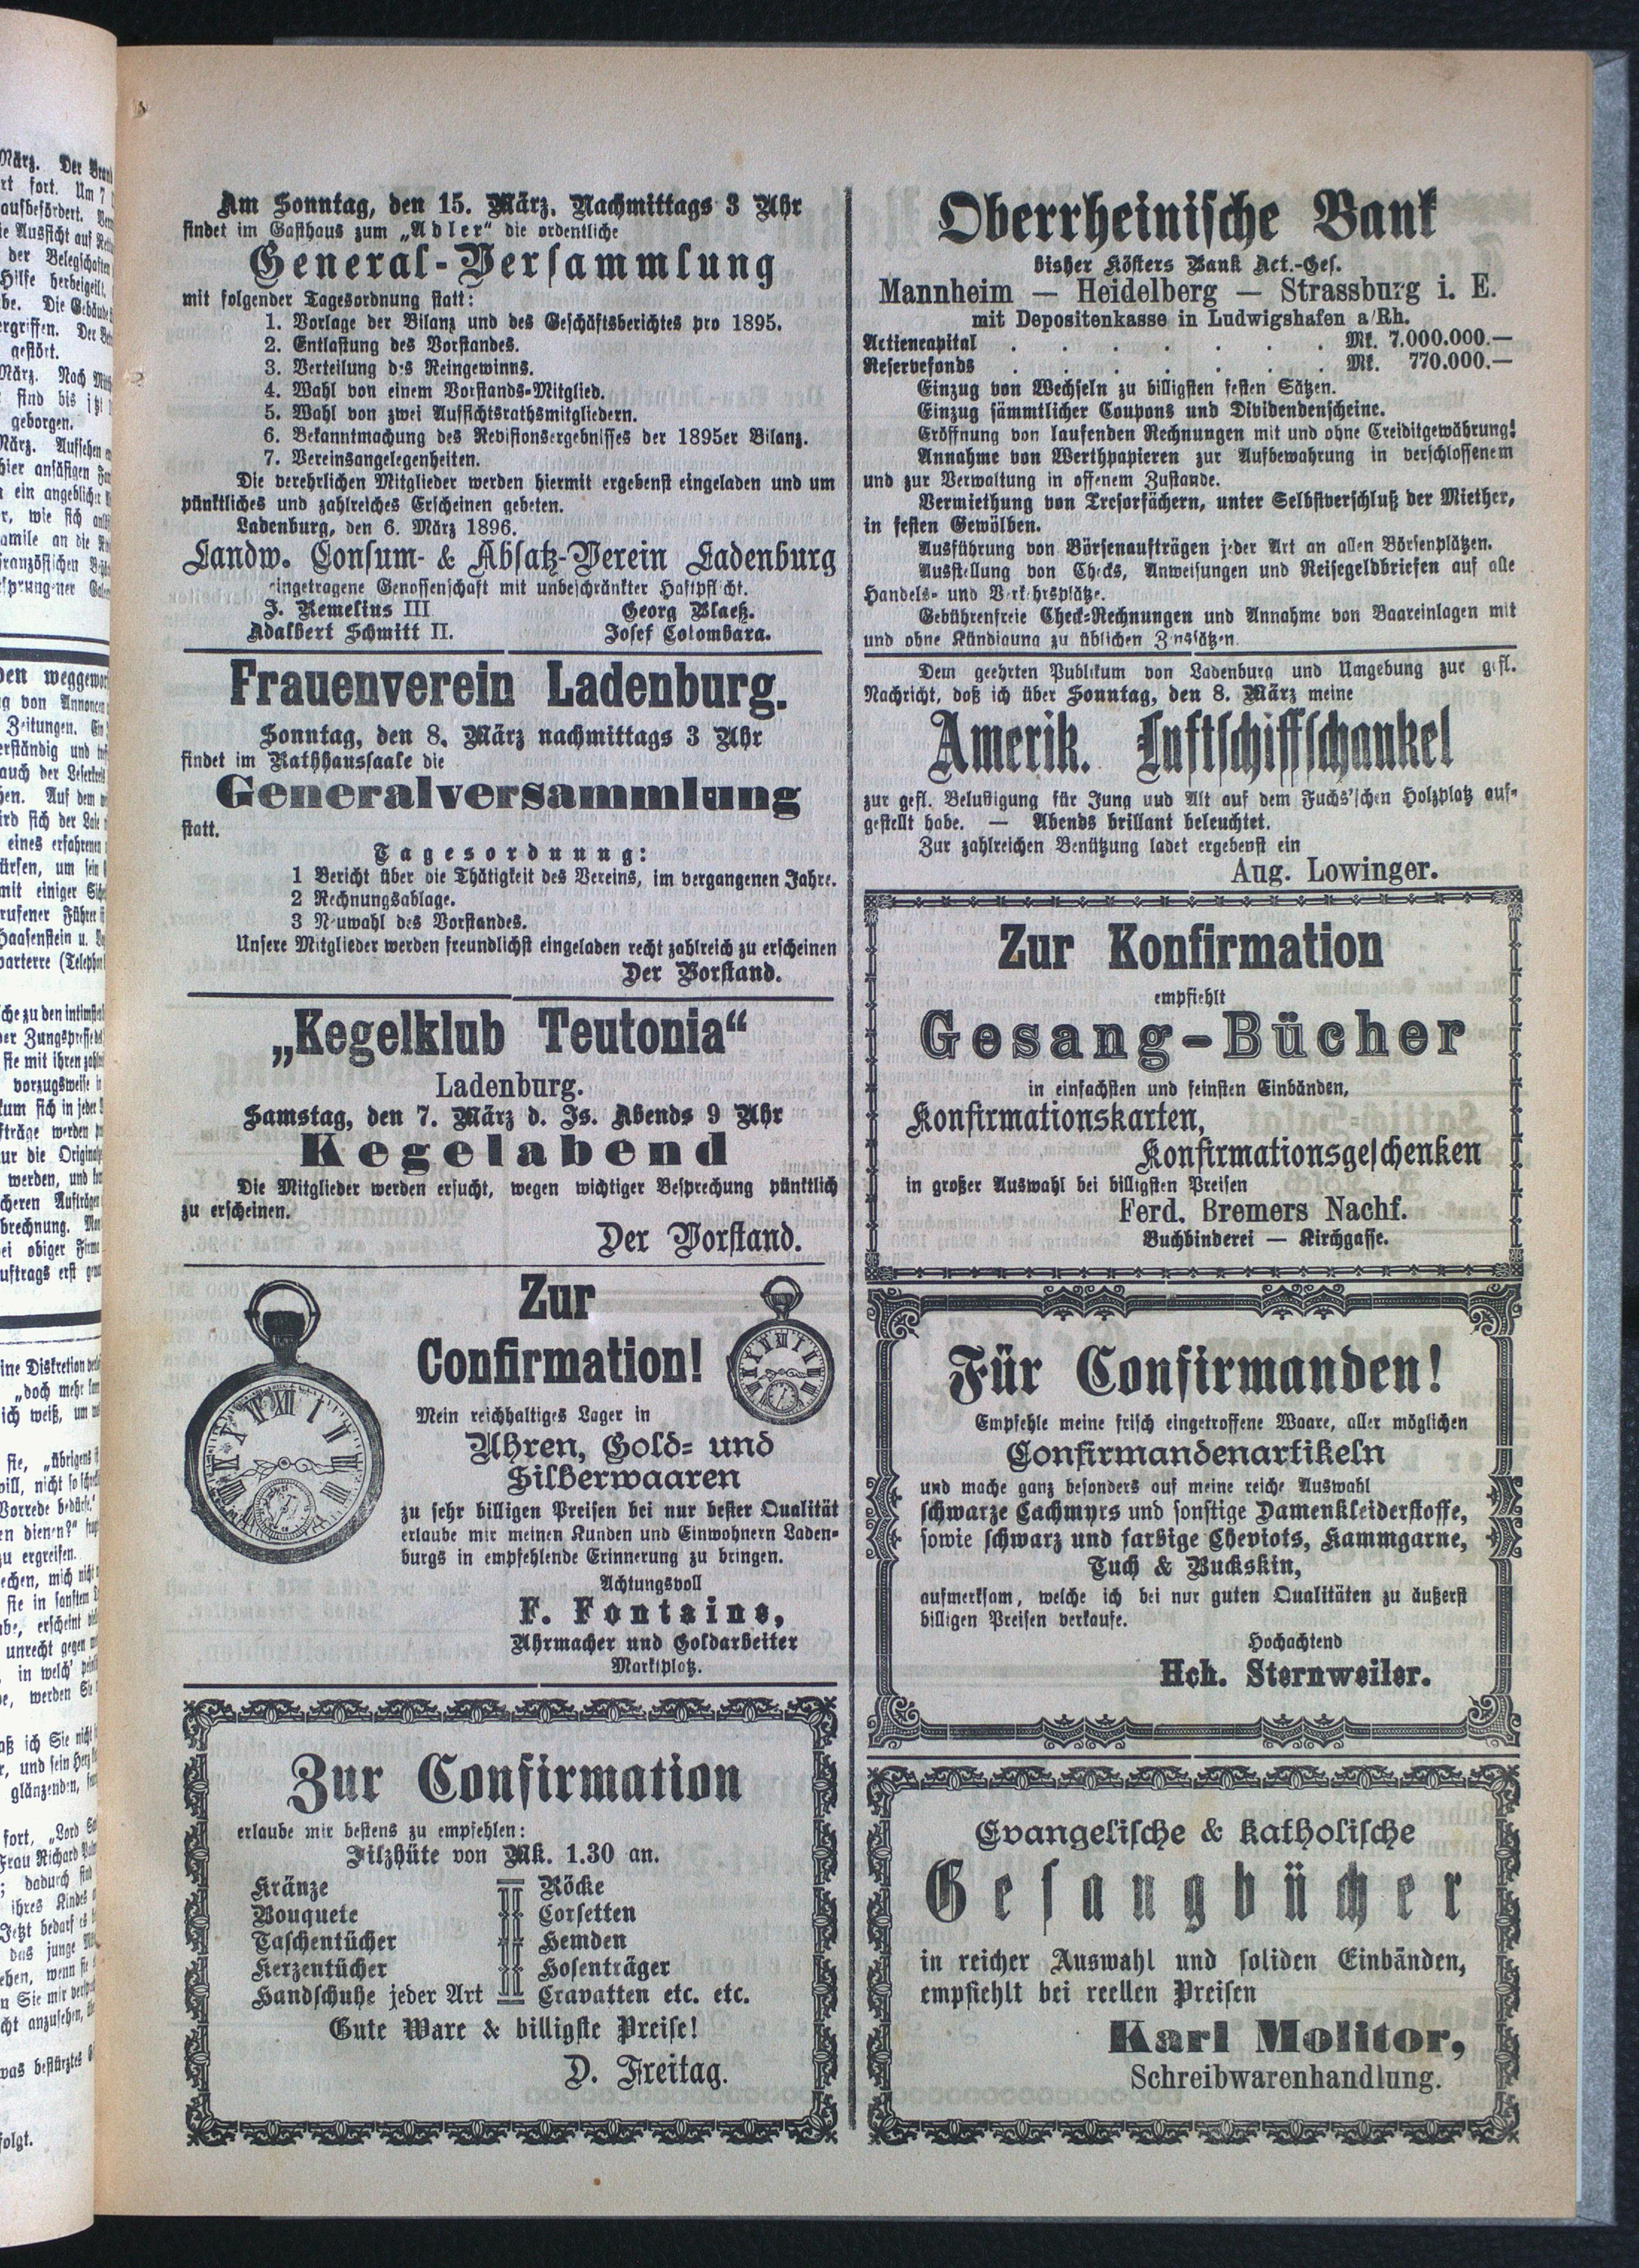 Am Sonntag, den 15. März, Nachmittags 3 Uhr
findet im Gasthaus zum „Adler“ die ordentliche
General-Versammlung
mit folgender Tagesordnung statt:
1. Vorlage der Bilanz und des Geschäftsberichtes pro 1895.
2. Entlastung des Vorstandes.
3. Verteilung des Reingewinns.
4. Wahl von einem Vorstands-Mitglied.
5. Wahl von zwei Aufsichtsrathsmitgliedern.
6. Bekanntmachung des Revisionsergebnisses der 1895er Bilanz.
7. Vereinsangelegenheiten.
Die verehrlichen Mitglieder werden hiermit ergebenst eingeladen und um
pünktliches und zahlreiches Erscheinen gebeten.
Ladenburg, den 6. März 1896.
Landw. Consum- & Absatz-Verein Ladenburg
eingetragene Genossenschaft mit unbeschränkter Haftpflicht.
J. Remelius III Georg Blaeß.
Adalbert Schmitt II. Josef Colombara.
Frauenverein Ladenburg.
Sonntag, den 8. März nachmittags 3 Uhr
findet im Rathhaussaale die
Generalversammlung
statt.
Tagesordnung:
1 Bericht über die Thätigkeit des Vereins, im vergangenen Jahre.
2 Rechnungsablage.
3 Neuwahl des Vorstandes.
Unsere Mitglieder werden freundlichst eingeladen recht zahlreich zu erscheinen
Der Vorstand.
„Kegelklub Teutonia“
Ladenburg.
Samstag, den 7. März d. Js. Abends 9 Uhr
Kegelabend
Die Mitglieder werden ersucht, wegen wichtiger Besprechung pünktlich
zu erscheinen.
Der Vorstand.
Zur
Confirmation!
Mein reichhaltiges Lager in
Uhren, Gold- und
Silberwaaren
zu sehr billigen Preisen bei nur bester Qualität
erlaube mir meinen Kunden und Einwohnern Laden-
burgs in empfehlende Erinnerung zu bringen.
Achtungsvoll
F. Fontaine,
Uhrmacher und Goldarbeiter
Marktplatz.
Zur Confirmation
erlaube mir bestens zu empfehlen:
Filzhüte von Mk. 1.30 an.
Kränze Röcke
Bouquete Corsetten
Taschentücher Hemden
Kerzentücher Hosenträger
Handschuhe jeder Art Cravatten etc. etc.
Gute Ware & billigste Preise!
D. Freitag.
Oberrheinische Bank
bisher Kösters Bank Act.-Ges.
Mannheim — Heidelberg — Strassburg i. E.
mit Depositenkasse in Ludwigshafen a/Rh.
Actiencapital . . . . . . . Mk. 7.000.000.—
Reservefonds . . . . . . . Mk. 770.000.—
Einzug von Wechseln zu billigsten festen Sätzen.
Einzug sämmtlicher Coupons und Dividendenscheine.
Eröffnung von laufenden Rechnungen mit und ohne Creiditgewährung!
Annahme von Werthpapieren zur Aufbewahrung in verschlossenem
und zur Verwaltung in offenem Zustande.
Vermiethung von Tresorfächern, unter Selbstverschluß der Miether,
in festen Gewölben.
Ausführung von Börsenaufträgen jeder Art an allen Börsenplätzen.
Ausstellung von Checks, Anweisungen und Reisegeldbriefen auf alle
Handels- und Verkehrsplätze.
Gebührenfreie Check-Rechnungen und Annahme von Baareinlagen mit
und ohne Kündigung zu üblichen Zinssätzen.
Dem geehrten Publikum von Ladenburg und Umgebung zur gefl.
Nachricht, daß ich über Sonntag, den 8. März meine
Amerik. Luftschiffschaukel
zur gefl. Belustigung für Jung und Alt auf dem Fuchs'schen Holzplatz auf-
gestellt habe. — Abends brillant beleuchtet.
Zur zahlreichen Benützung ladet ergebenst ein
Aug. Lowinger.
Zur Konfirmation
empfiehlt
Gesang-Bücher
in einfachsten und feinsten Einbänden,
Konfirmationskarten,
Konfirmationsgeschenken
in großer Auswahl bei billigsten Preisen
Ferd. Bremers Nachf.
Buchbinderei — Kirchgasse.
Für Confirmanden!
Empfehle meine frisch eingetroffene Waare, aller möglichen
Confirmandenartikeln
und mache ganz besonders auf meine reiche Auswahl
schwarze Cachmyrs und sonstige Damenkleiderstoffe,
sowie schwarz und farbige Cheviots, Kammgarne,
Tuch & Buckskin,
aufmerksam, welche ich bei nur guten Qualitäten zu äußerst
billigen Preisen verkaufe.
Hochachtend
Hch. Sternweiler.
Evangelische & katholische
Gesangbücher
in reicher Auswahl und soliden Einbänden,
empfiehlt bei reellen Preisen
Karl Molitor,
Schreibwarenhandlung.